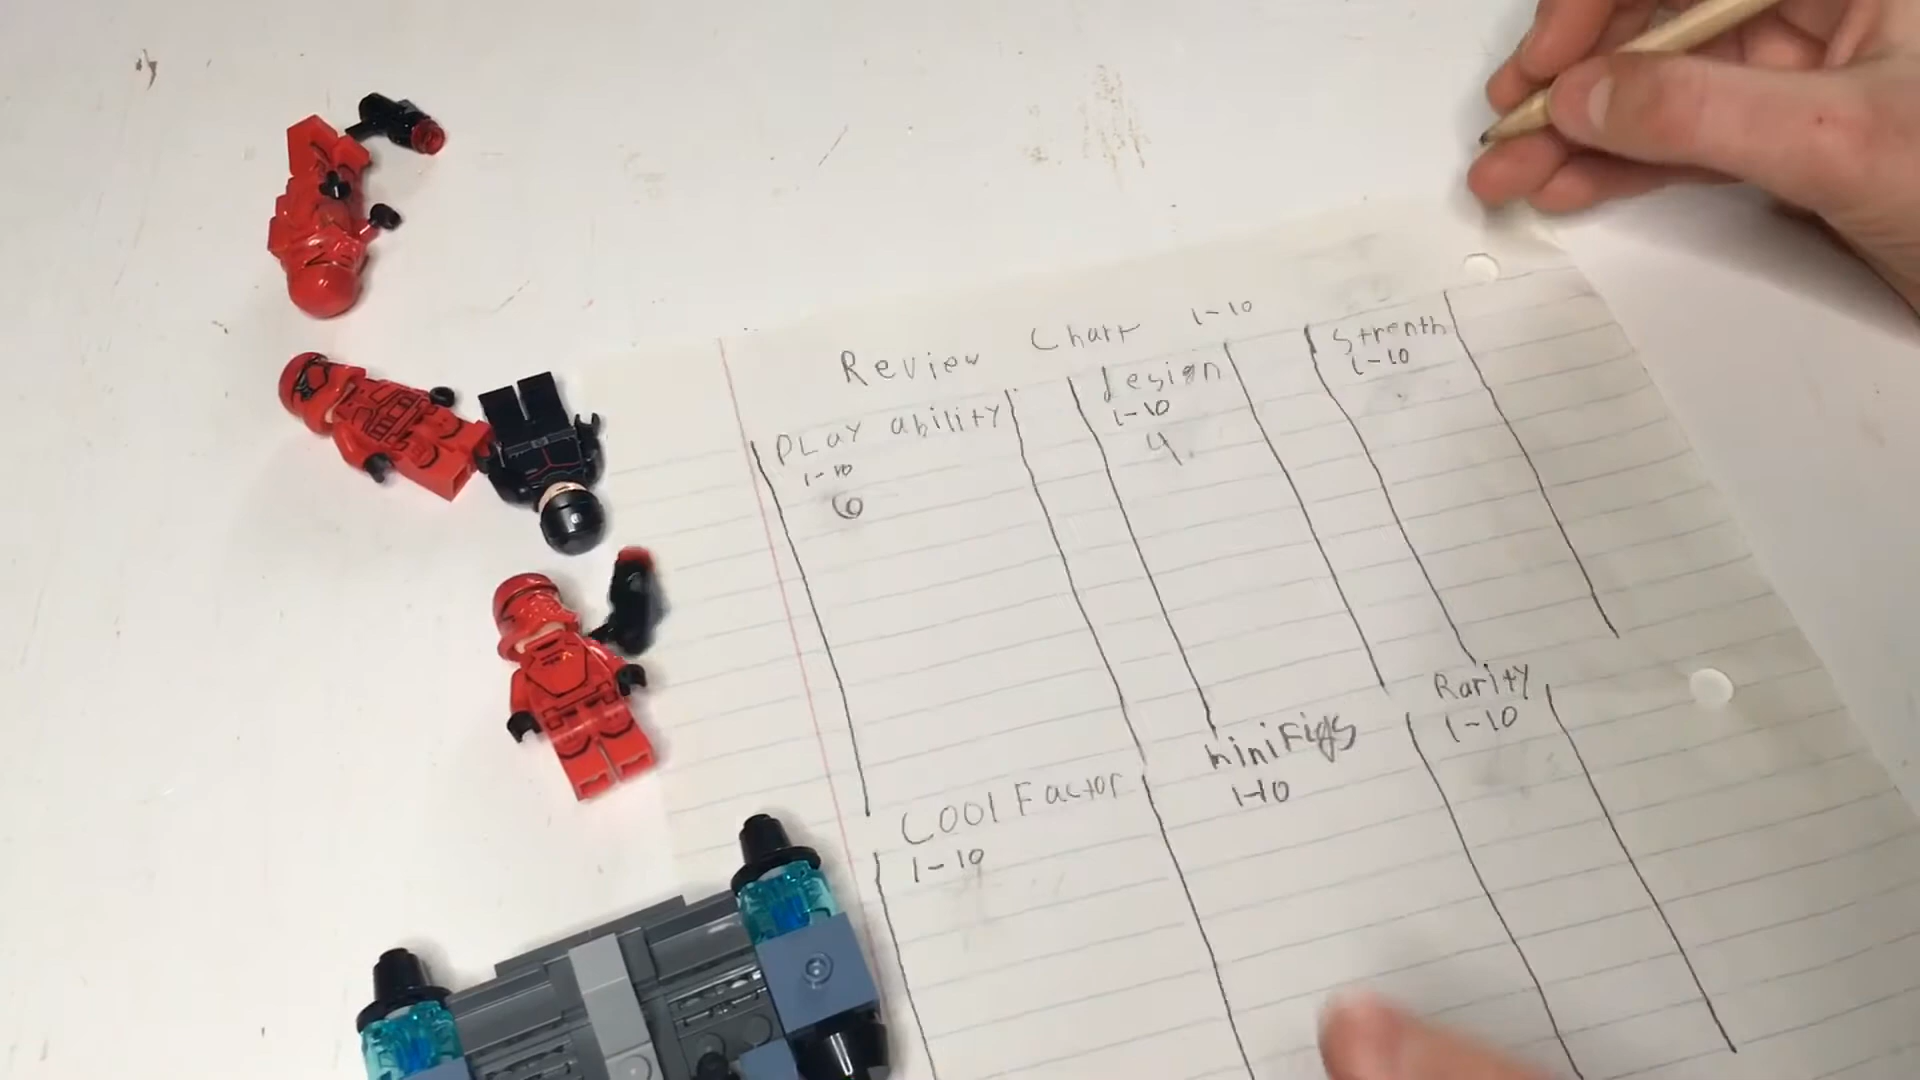 Review Chart 1-10
Play ability
1-10
6
design
1-10
4
Strenth
1-10
Cool Factor
1-10
miniFigs
1-10
Rarity
1-10